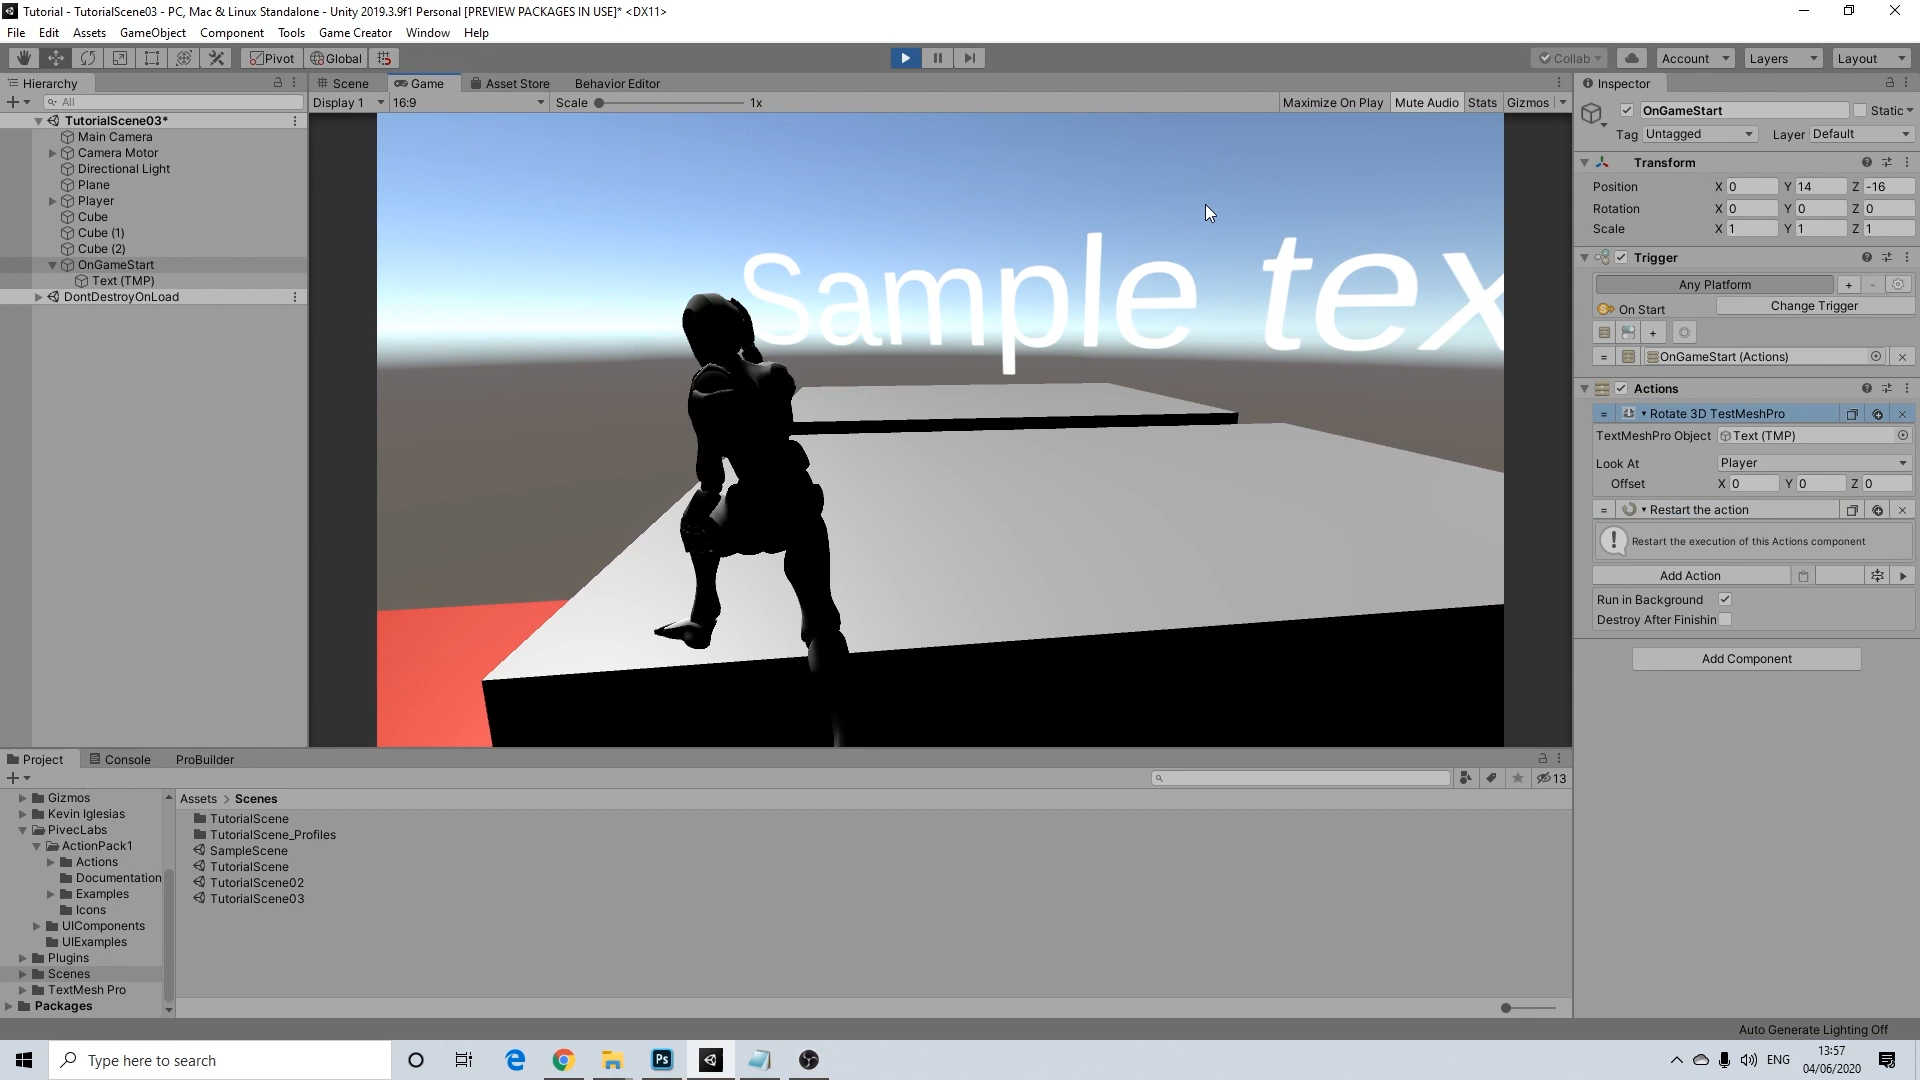 Tutorial - TutorialScene03 - PC, Mac & Linux Standalone - Unity 2019.3.9f1 Personal [PREVIEW PACKAGES IN USE]* <DX11>
File Edit Assets GameObject Component Tools Game Creator Window Help
Pivot Global Collab Account Layers Layout
Hierarchy Scene Game Asset Store Behavior Editor Inspector
All Display 1 16:9 Scale 1x Maximize On Play Mute Audio Stats Gizmos
OnGameStart Static
Tag Untagged Layer Default
TutorialScene03*
Main Camera
Camera Motor
Directional Light
Plane
Player
Cube
Cube (1)
Cube (2)
OnGameStart
Text (TMP)
DontDestroyOnLoad
Sample tex
Transform
Position X 0 Y 14 Z -16
Rotation X 0 Y 0 Z 0
Scale X 1 Y 1 Z 1
Trigger
Any Platform + -
On Start Change Trigger
+
= OnGameStart (Actions)
Actions
= Rotate 3D TestMeshPro
TextMeshPro Object Text (TMP)
Look At Player
Offset X 0 Y 0 Z 0
= Restart the action
! Restart the execution of this Actions component
Add Action
Run in Background
Destroy After Finishin
Add Component
Project Console ProBuilder
13
Gizmos
Kevin Iglesias
PivecLabs
ActionPack1
Actions
Documentation
Examples
Icons
UIComponents
UIExamples
Plugins
Scenes
TextMesh Pro
Packages
Assets > Scenes
TutorialScene
TutorialScene_Profiles
SampleScene
TutorialScene
TutorialScene02
TutorialScene03
Auto Generate Lighting Off
Type here to search
Ps
ENG
13:57
04/06/2020